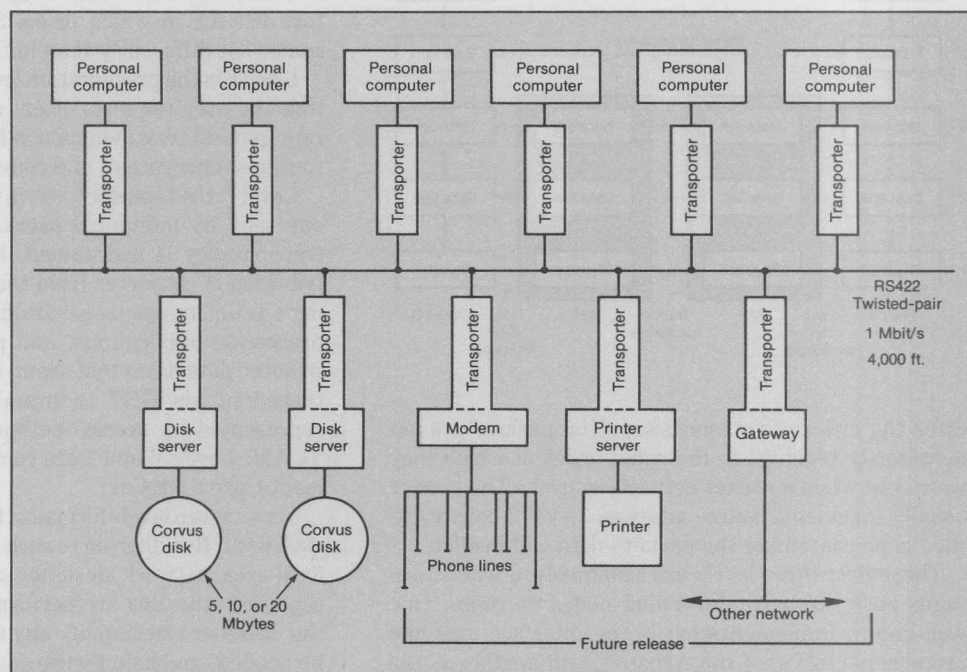 Personal
computer
Personal
computer
Personal
computer
Personal
computer
Personal
computer
Personal
computer
Transporter
Transporter
Transporter
Transporter
Transporter
Transporter
RS422
Twisted-pair
1 Mbit/s
4,000 ft.
Transporter
Transporter
Transporter
Transporter
Transporter
Disk
server
Disk
server
Modem
Printer
server
Gateway
Corvus
disk
Corvus
disk
Phone lines
Printer
5, 10, or 20
Mbytes
Other network
Future release